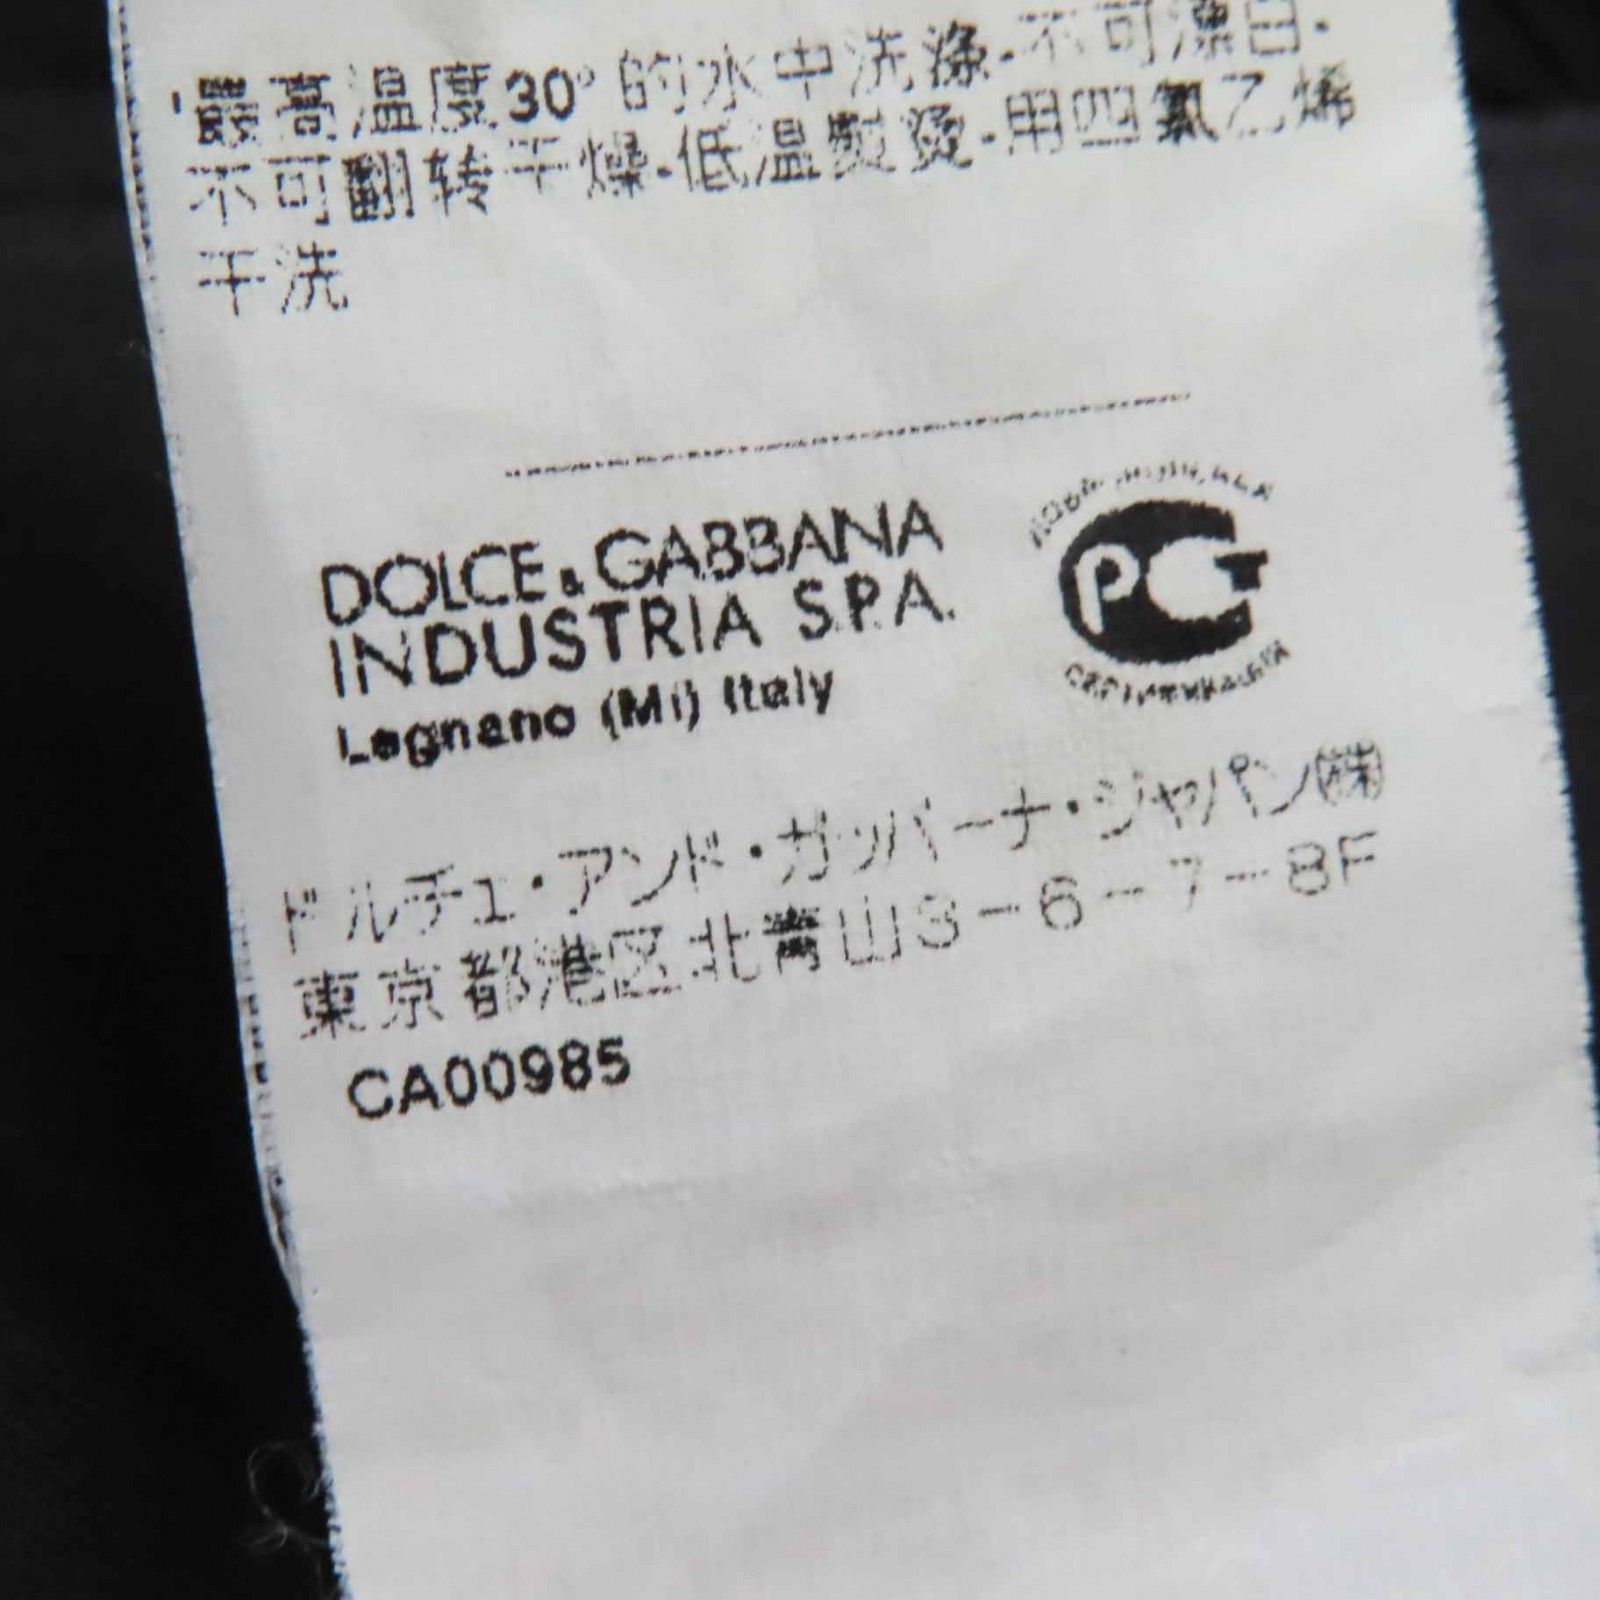 最高温度30°的水中洗涤-不可漂白-
不可翻转干燥-低温熨烫-用四氯乙烯
干洗
DOLCE & GABBANA
INDUSTRIA S.P.A.
Legnano (Mi) Italy
PCT
ドルチェ・アンド・ガッバーナ・ジャパン㈱
東京都港区北青山3-6-7-8F
CA00985